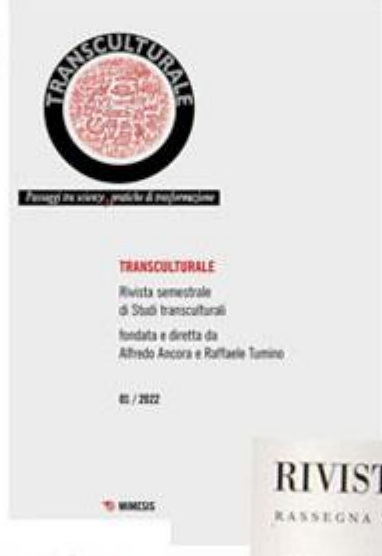 TRANSCULTURALE
Passaggi tra scienze, pratiche di trasformazione
TRANSCULTURALE
Rivista semestrale
di Studi transculturali
fondata e diretta da
Alfredo Ancora e Raffaele Tumino
01 / 2022
MIMESIS
RIVIST
RASSEGNA